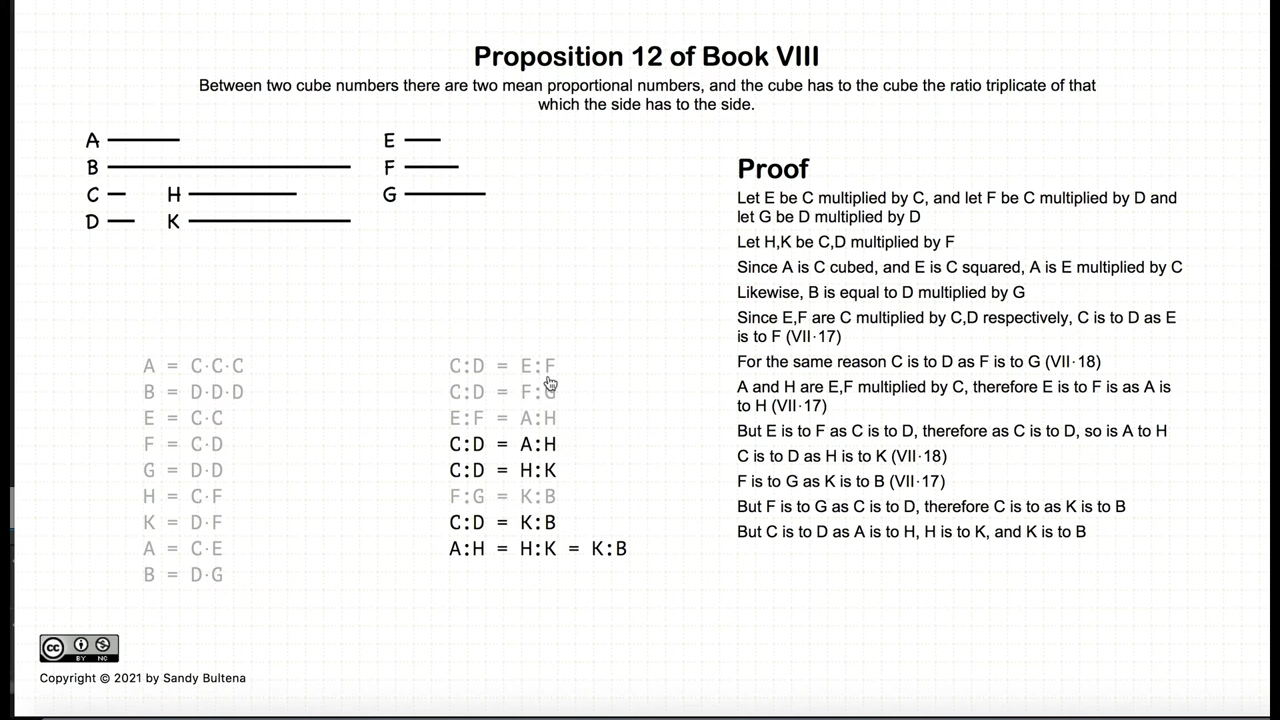 Proposition 12 of Book VIII
Between two cube numbers there are two mean proportional numbers, and the cube has to the cube the ratio triplicate of that
which the side has to the side.
A
B
C
D
H
K
E
F
G
Proof
Let E be C multiplied by C, and let F be C multiplied by D and
let G be D multiplied by D
Let H,K be C,D multiplied by F
Since A is C cubed, and E is C squared, A is E multiplied by C
Likewise, B is equal to D multiplied by G
Since E,F are C multiplied by C,D respectively, C is to D as E
is to F (VII·17)
For the same reason C is to D as F is to G (VII·18)
A and H are E,F multiplied by C, therefore E is to F is as A is
to H (VII·17)
But E is to F as C is to D, therefore as C is to D, so is A to H
C is to D as H is to K (VII·18)
F is to G as K is to B (VII·17)
But F is to G as C is to D, therefore C is to as K is to B
But C is to D as A is to H, H is to K, and K is to B
A = C·C·C
B = D·D·D
E = C·C
F = C·D
G = D·D
H = C·F
K = D·F
A = C·E
B = D·G
C:D = E:F
C:D = F:G
E:F = A:H
C:D = A:H
C:D = H:K
F:G = K:B
C:D = K:B
A:H = H:K = K:B
cc
BY NC
Copyright © 2021 by Sandy Bultena